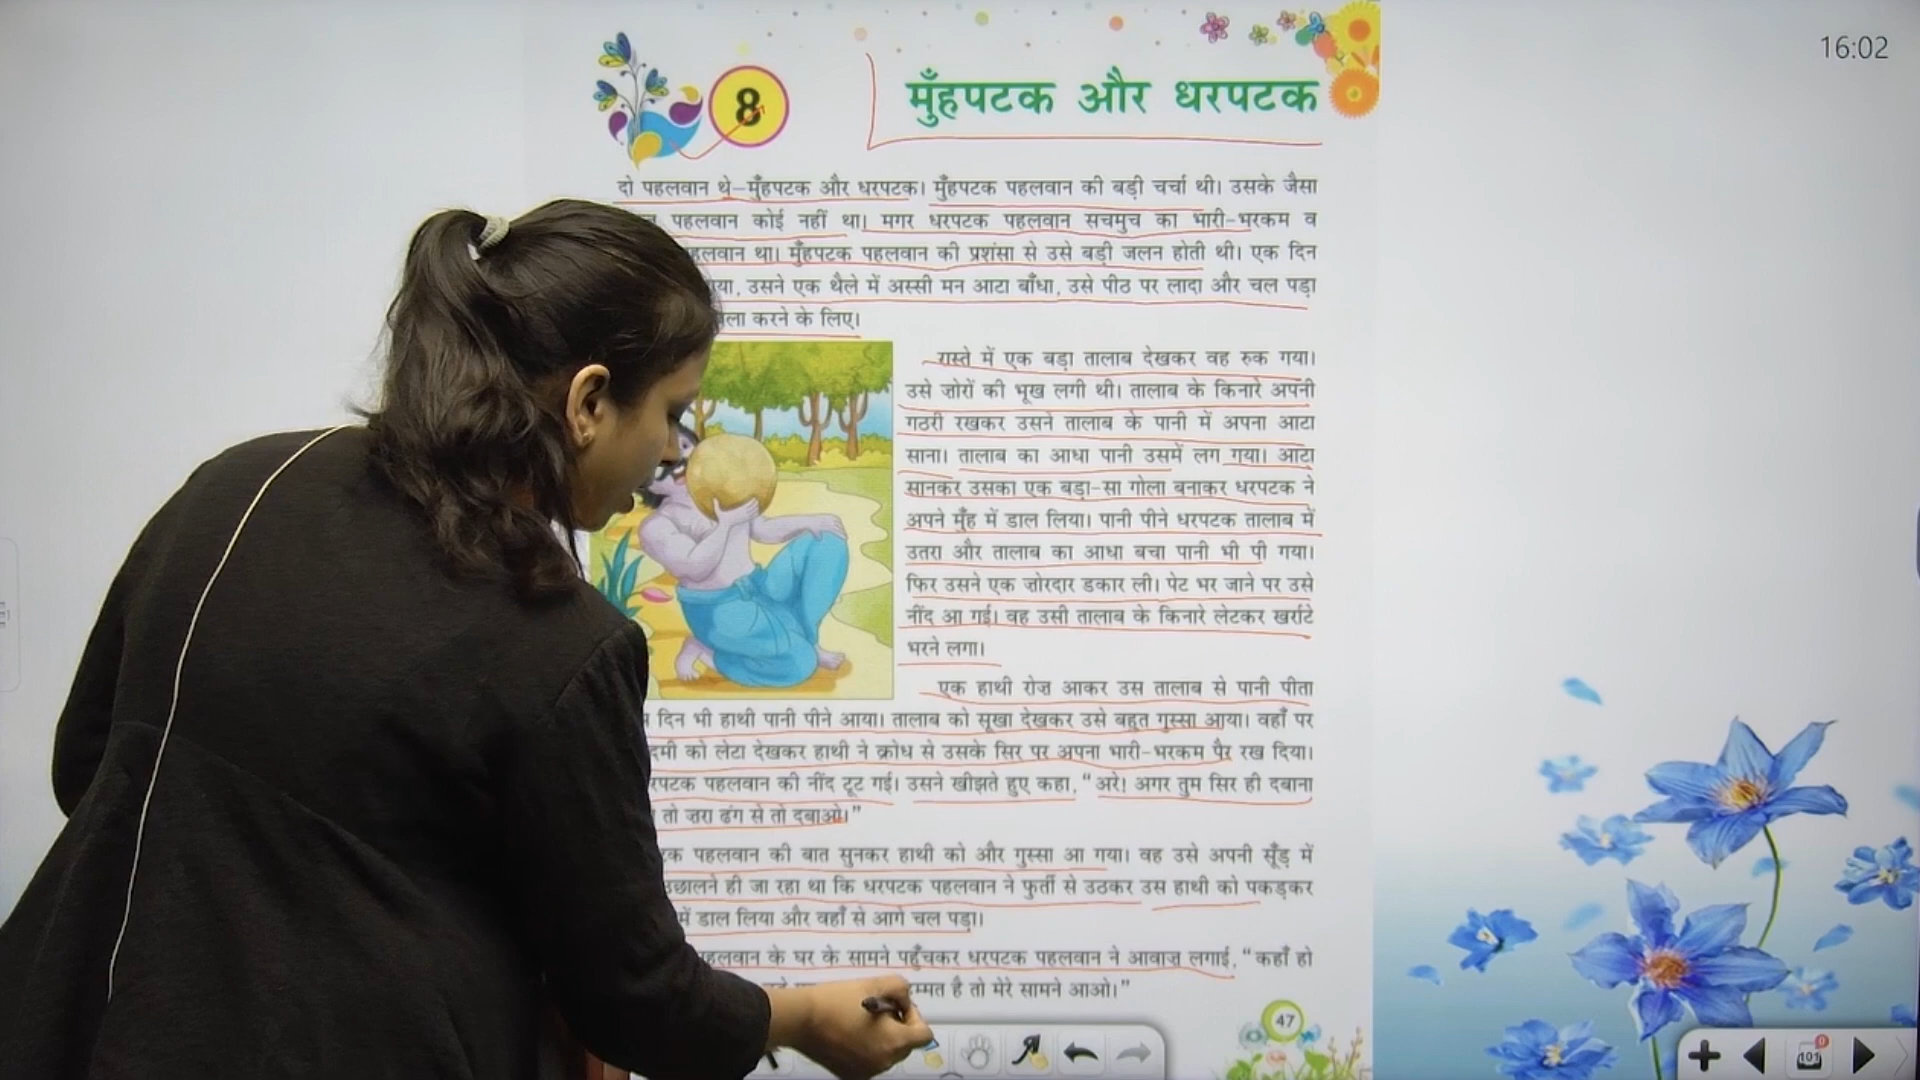 16:02
8
मुँहपटक और धरपटक
दो पहलवान थे–मुँहपटक और धरपटक। मुँहपटक पहलवान की बड़ी चर्चा थी। उसके जैसा
पहलवान कोई नहीं था। मगर धरपटक पहलवान सचमुच का भारी-भरकम व
था। मुँहपटक पहलवान की प्रशंसा से उसे बड़ी जलन होती थी। एक दिन
उसने एक थैले में अस्सी मन आटा बाँधा, उसे पीठ पर लादा और चल पड़ा
करने के लिए।
रास्ते में एक बड़ा तालाब देखकर वह रुक गया।
उसे ज़ोरों की भूख लगी थी। तालाब के किनारे अपनी
गठरी रखकर उसने तालाब के पानी में अपना आटा
साना। तालाब का आधा पानी उसमें लग गया। आटा
सानकर उसका एक बड़ा-सा गोला बनाकर धरपटक ने
अपने मुँह में डाल लिया। पानी पीने धरपटक तालाब में
उतरा और तालाब का आधा बचा पानी भी पी गया।
फिर उसने एक ज़ोरदार डकार ली। पेट भर जाने पर उसे
नींद आ गई। वह उसी तालाब के किनारे लेटकर खर्राटे
भरने लगा।
एक हाथी रोज़ आकर उस तालाब से पानी पीता
दिन भी हाथी पानी पीने आया। तालाब को सूखा देखकर उसे बहुत गुस्सा आया। वहाँ पर
को लेटा देखकर हाथी ने क्रोध से उसके सिर पर अपना भारी-भरकम पैर रख दिया।
पहलवान की नींद टूट गई। उसने खीझते हुए कहा, “अरे! अगर तुम सिर ही दबाना
तो ज़रा ढंग से तो दबाओ।”
पहलवान की बात सुनकर हाथी को और गुस्सा आ गया। वह उसे अपनी सूँड़ में
उछालने ही जा रहा था कि धरपटक पहलवान ने फुर्ती से उठकर उस हाथी को पकड़कर
में डाल लिया और वहाँ से आगे चल पड़ा।
के घर के सामने पहुँचकर धरपटक पहलवान ने आवाज़ लगाई, “कहाँ हो
है तो मेरे सामने आओ।”
47
101
0